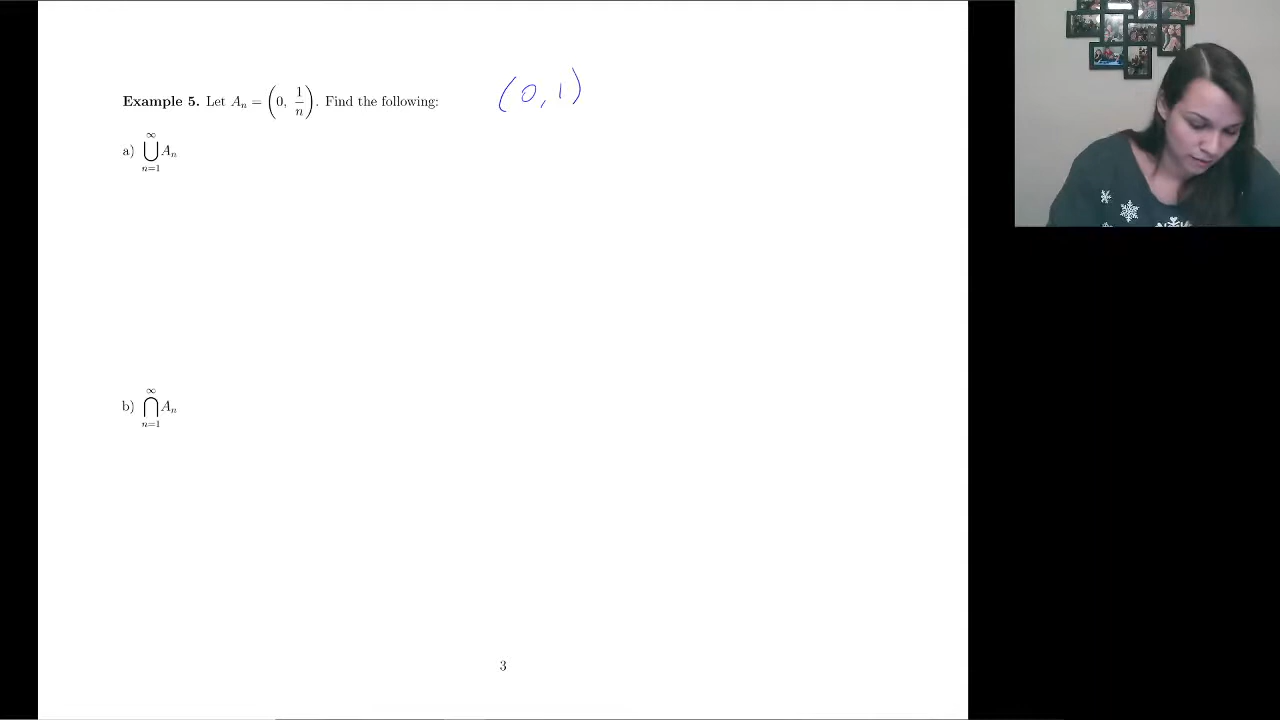 Example 5. Let Aₙ = (0, 1/n). Find the following: (0, 1)
a) ⋃_{n=1}^{∞} Aₙ
b) ⋂_{n=1}^{∞} Aₙ
3